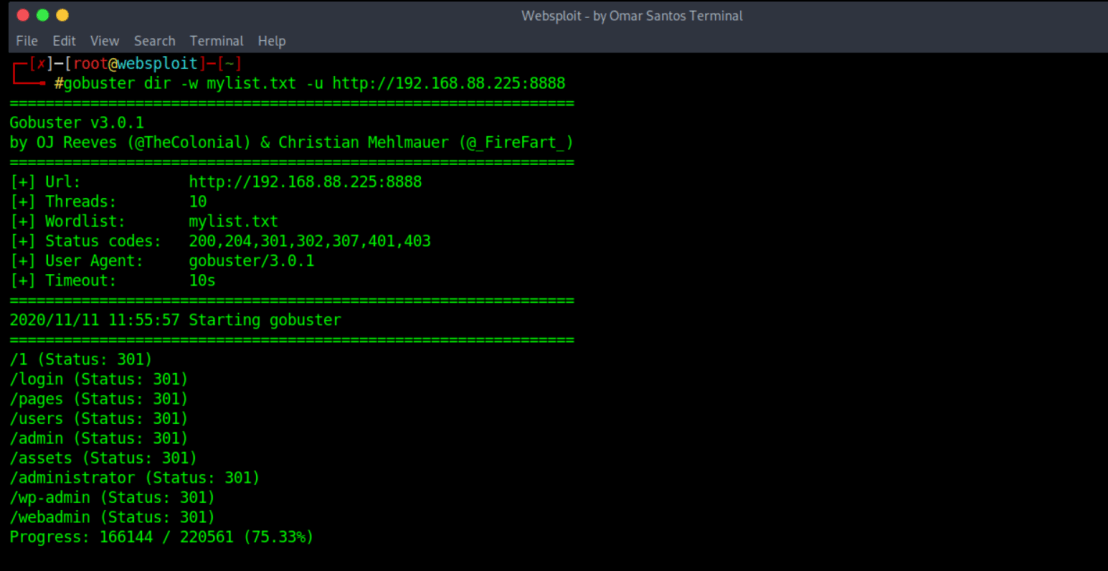 Websploit - by Omar Santos Terminal
File Edit View Search Terminal Help
┌─[✗]─[root@websploit]─[~]
└──╼ #gobuster dir -w mylist.txt -u http://192.168.88.225:8888
===============================================================
Gobuster v3.0.1
by OJ Reeves (@TheColonial) & Christian Mehlmauer (@_FireFart_)
===============================================================
[+] Url:            http://192.168.88.225:8888
[+] Threads:        10
[+] Wordlist:       mylist.txt
[+] Status codes:   200,204,301,302,307,401,403
[+] User Agent:     gobuster/3.0.1
[+] Timeout:        10s
===============================================================
2020/11/11 11:55:57 Starting gobuster
===============================================================
/1 (Status: 301)
/login (Status: 301)
/pages (Status: 301)
/users (Status: 301)
/admin (Status: 301)
/assets (Status: 301)
/administrator (Status: 301)
/wp-admin (Status: 301)
/webadmin (Status: 301)
Progress: 166144 / 220561 (75.33%)